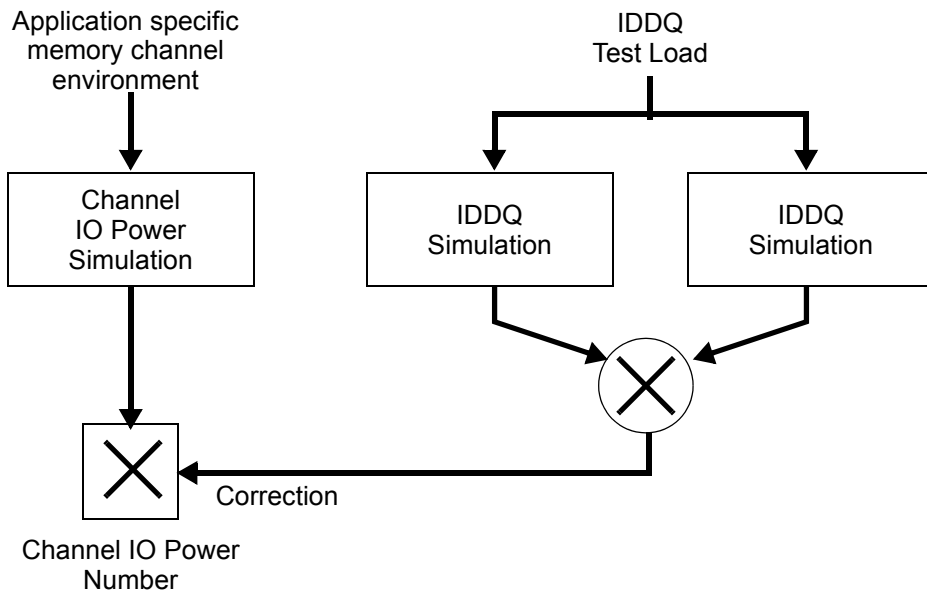 Application specific
memory channel
environment
IDDQ
Test Load
Channel
IO Power
Simulation
IDDQ
Simulation
IDDQ
Simulation
Correction
Channel IO Power
Number